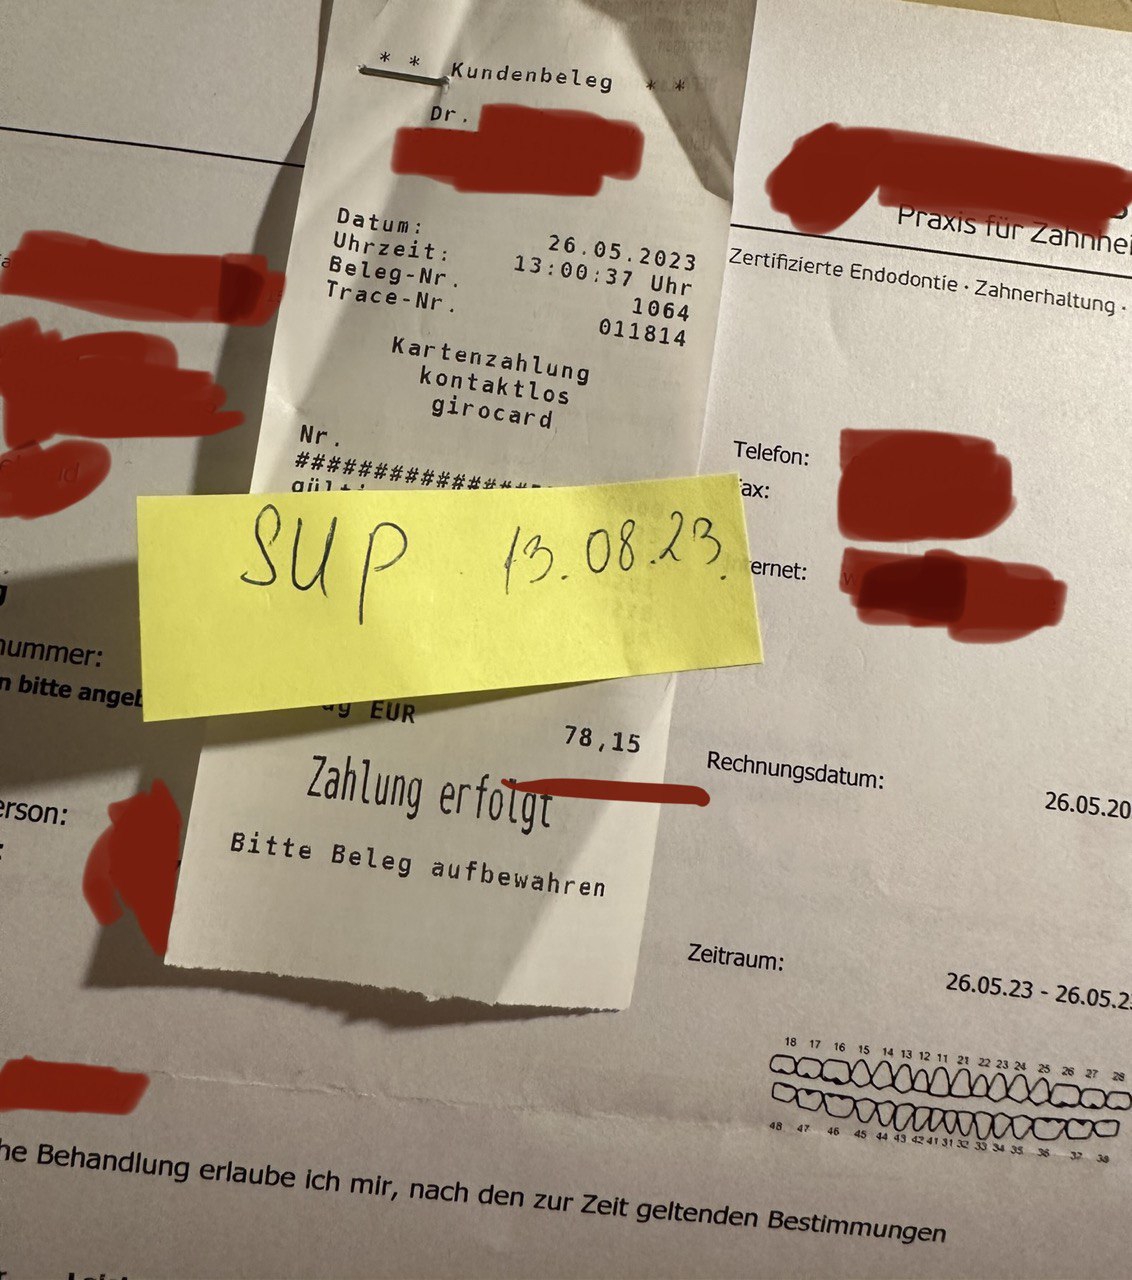 * * Kundenbeleg * *
Dr.
Datum: 26.05.2023
Uhrzeit: 13:00:37 Uhr
Beleg-Nr. 1064
Trace-Nr. 011814
Kartenzahlung
kontaktlos
girocard
Nr.
################
SUP 13.08.23.
EUR
78,15
Zahlung erfolgt
Bitte Beleg aufbewahren
nummer:
n bitte angeb
erson:
Praxis für Zahnhei
Zertifizierte Endodontie · Zahnerhaltung ·
Telefon:
ax:
ernet:
Rechnungsdatum: 26.05.20
Zeitraum: 26.05.23 - 26.05.2
18 17 16 15 14 13 12 11 21 22 23 24 25 26 27 28
48 47 46 45 44 43 42 41 31 32 33 34 35 36 37 38
he Behandlung erlaube ich mir, nach den zur Zeit geltenden Bestimmungen